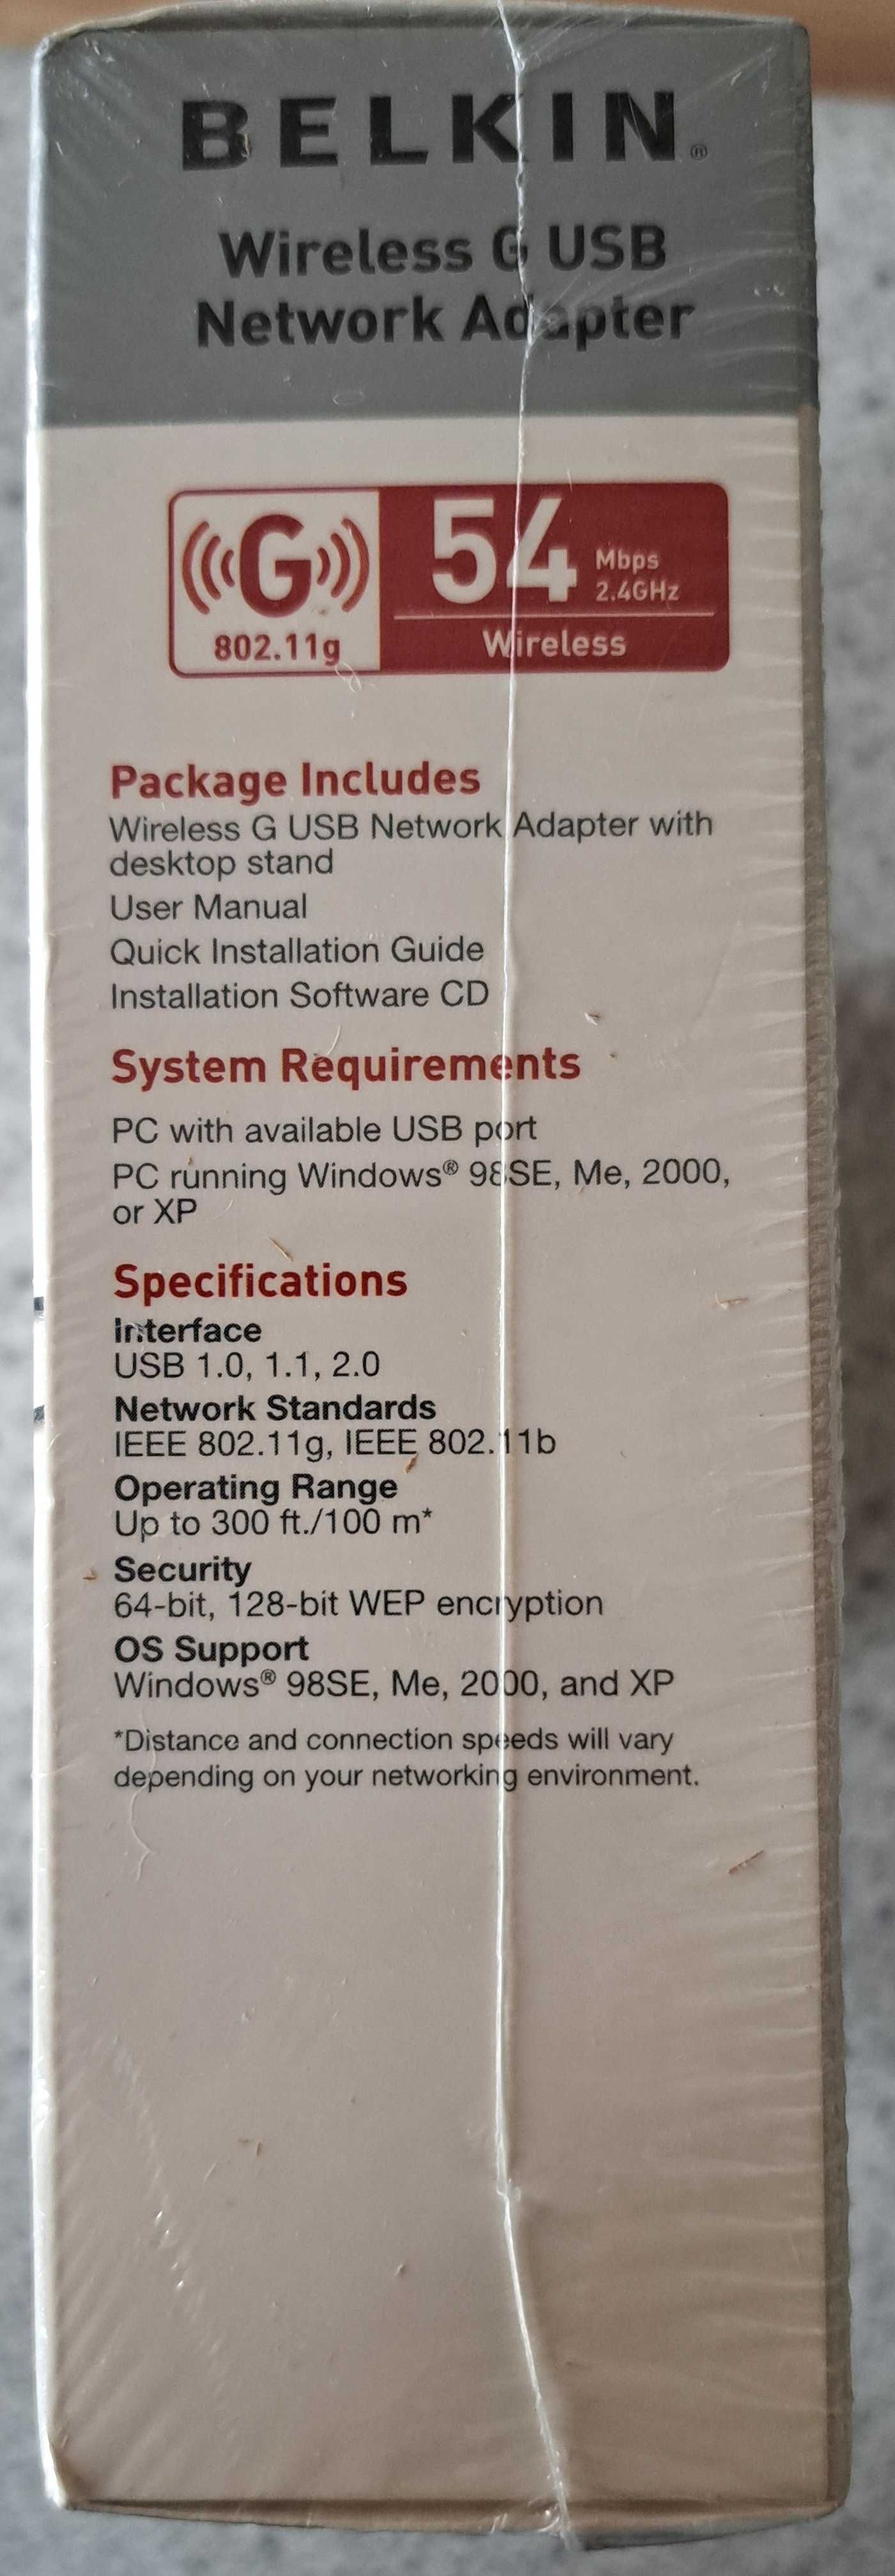 BELKIN®
Wireless G USB
Network Adapter
G
802.11g
54 Mbps
2.4GHz
Wireless
Package Includes
Wireless G USB Network Adapter with
desktop stand
User Manual
Quick Installation Guide
Installation Software CD
System Requirements
PC with available USB port
PC running Windows® 98SE, Me, 2000,
or XP
Specifications
Interface
USB 1.0, 1.1, 2.0
Network Standards
IEEE 802.11g, IEEE 802.11b
Operating Range
Up to 300 ft./100 m*
Security
64-bit, 128-bit WEP encryption
OS Support
Windows® 98SE, Me, 2000, and XP
*Distance and connection speeds will vary
depending on your networking environment.